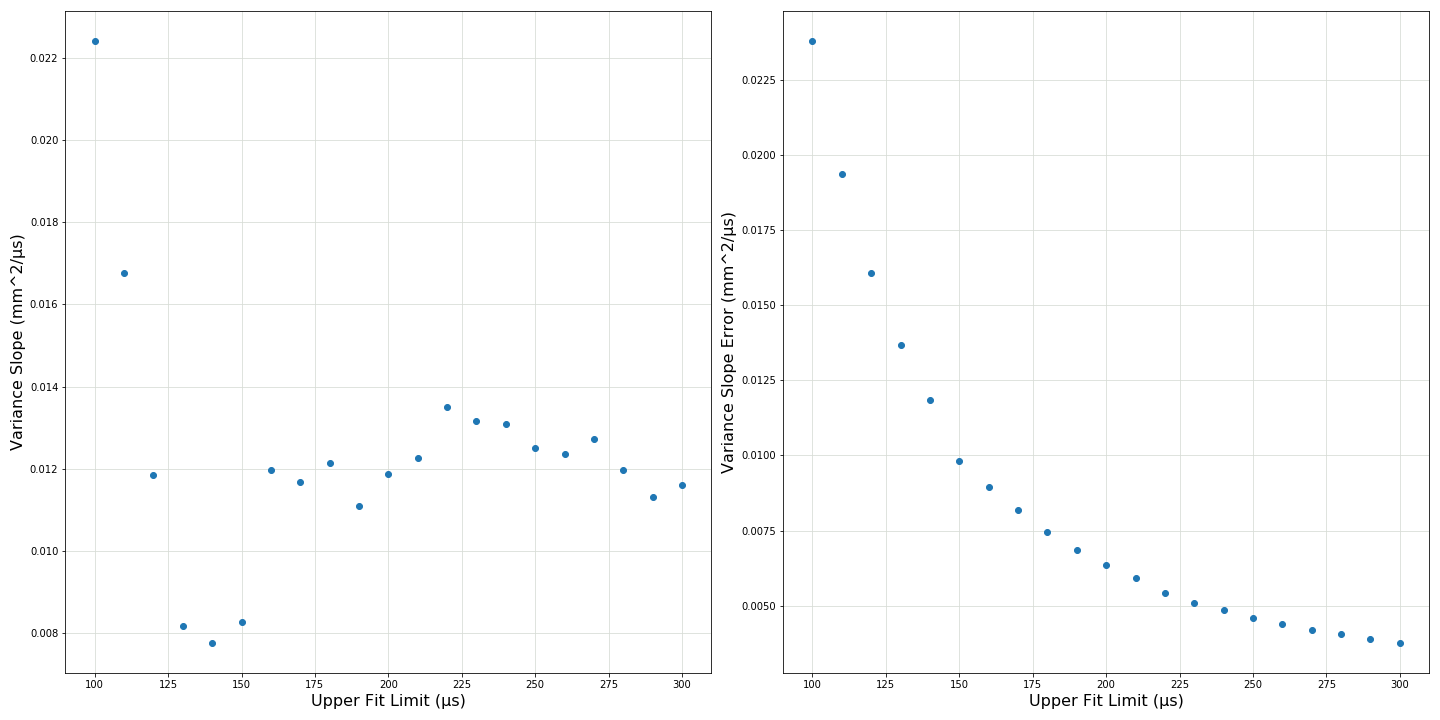 Variance Slope (mm^2/μs)
0.022
0.020
0.018
0.016
0.014
0.012
0.010
0.008
100 125 150 175 200 225 250 275 300
Upper Fit Limit (μs)
Variance Slope Error (mm^2/μs)
0.0225
0.0200
0.0175
0.0150
0.0125
0.0100
0.0075
0.0050
100 125 150 175 200 225 250 275 300
Upper Fit Limit (μs)